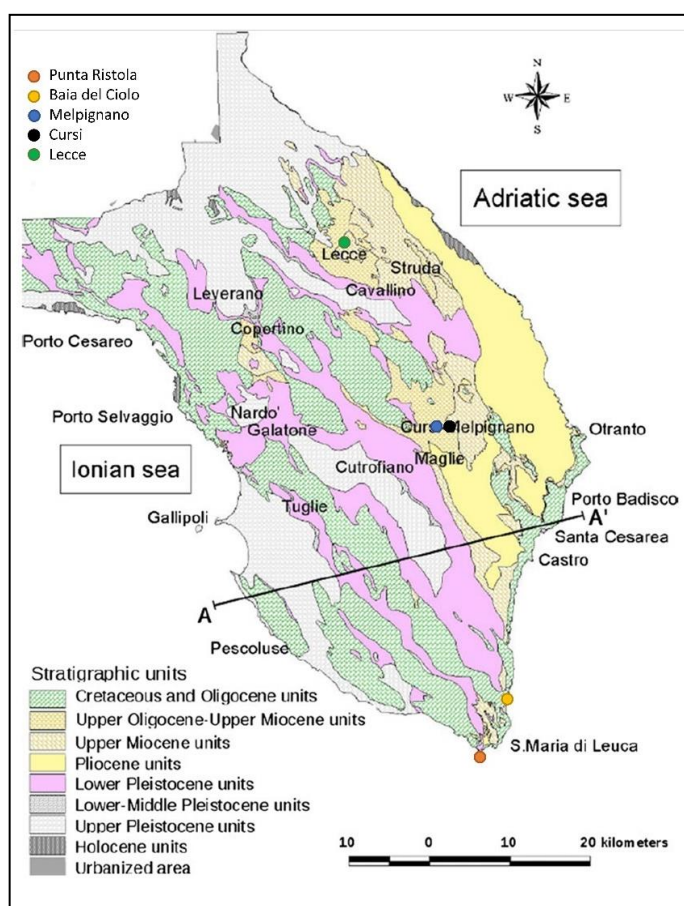 Punta Ristola
Baia del Ciolo
Melpignano
Cursi
Lecce
N
W E
S
Adriatic sea
Lecce
Struda'
Cavallino
Leverano
Copertino
Porto Cesareo
Porto Selvaggio
Nardo'
Galatone
Cursi Melpignano
Otranto
Maglie
Ionian sea
Cutrofiano
Tuglie
Porto Badisco
Gallipoli
A'
Santa Cesarea
Castro
A
Pescoluse
Stratigraphic units
Cretaceous and Oligocene units
Upper Oligocene-Upper Miocene units
Upper Miocene units
S.Maria di Leuca
Pliocene units
Lower Pleistocene units
Lower-Middle Pleistocene units
Upper Pleistocene units
Holocene units
Urbanized area
10 0 10 20 kilometers